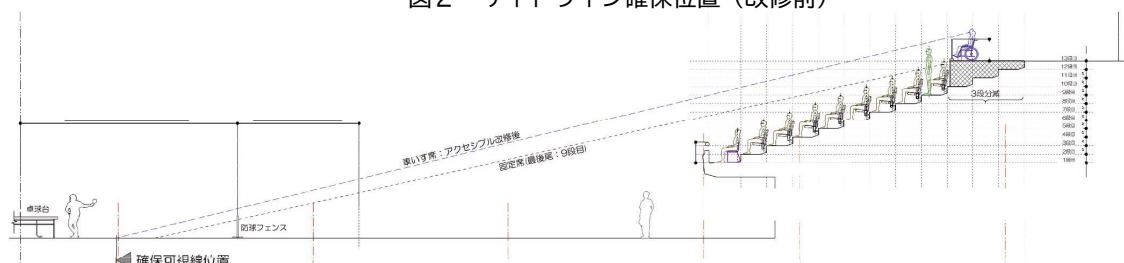 図2 サイトライン確保位置（改修前）
13段目
12段目
11段目
10段目
9段目
8段目
7段目
6段目
5段目
4段目
3段目
2段目
1段目
3段分減
車いす席：アクセシブル改修後
固定席(最後尾：9段目)
卓球台
防球フェンス
確保可視線位置